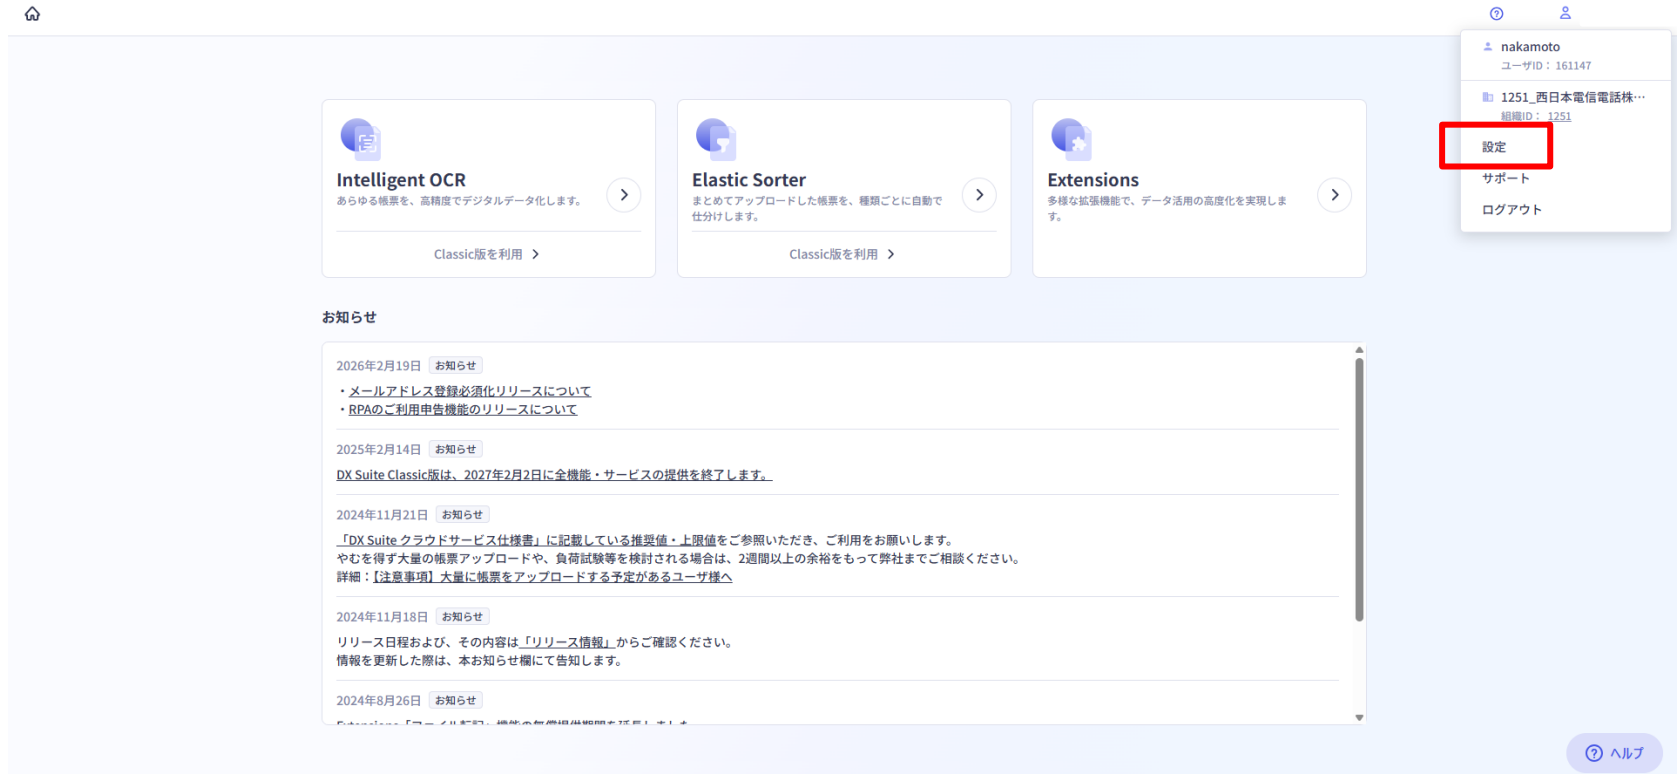 nakamoto
ユーザID： 161147
1251_西日本電信電話株…
組織ID： 1251
設定
サポート
ログアウト
Intelligent OCR
あらゆる帳票を、高精度でデジタルデータ化します。
Classic版を利用
Elastic Sorter
まとめてアップロードした帳票を、種類ごとに自動で
仕分けします。
Classic版を利用
Extensions
多様な拡張機能で、データ活用の高度化を実現しま
す。
お知らせ
2026年2月19日 お知らせ
・メールアドレス登録必須化リリースについて
・RPAのご利用申告機能のリリースについて
2025年2月14日 お知らせ
DX Suite Classic版は、2027年2月2日に全機能・サービスの提供を終了します。
2024年11月21日 お知らせ
「DX Suite クラウドサービス仕様書」に記載している推奨値・上限値をご参照いただき、ご利用をお願いします。
やむを得ず大量の帳票アップロードや、負荷試験等を検討される場合は、2週間以上の余裕をもって弊社までご相談ください。
詳細：【注意事項】大量に帳票をアップロードする予定があるユーザ様へ
2024年11月18日 お知らせ
リリース日程および、その内容は「リリース情報」からご確認ください。
情報を更新した際は、本お知らせ欄にて告知します。
2024年8月26日 お知らせ
Extensions「ファイル転記」機能の無償提供期間を延長しました
ヘルプ